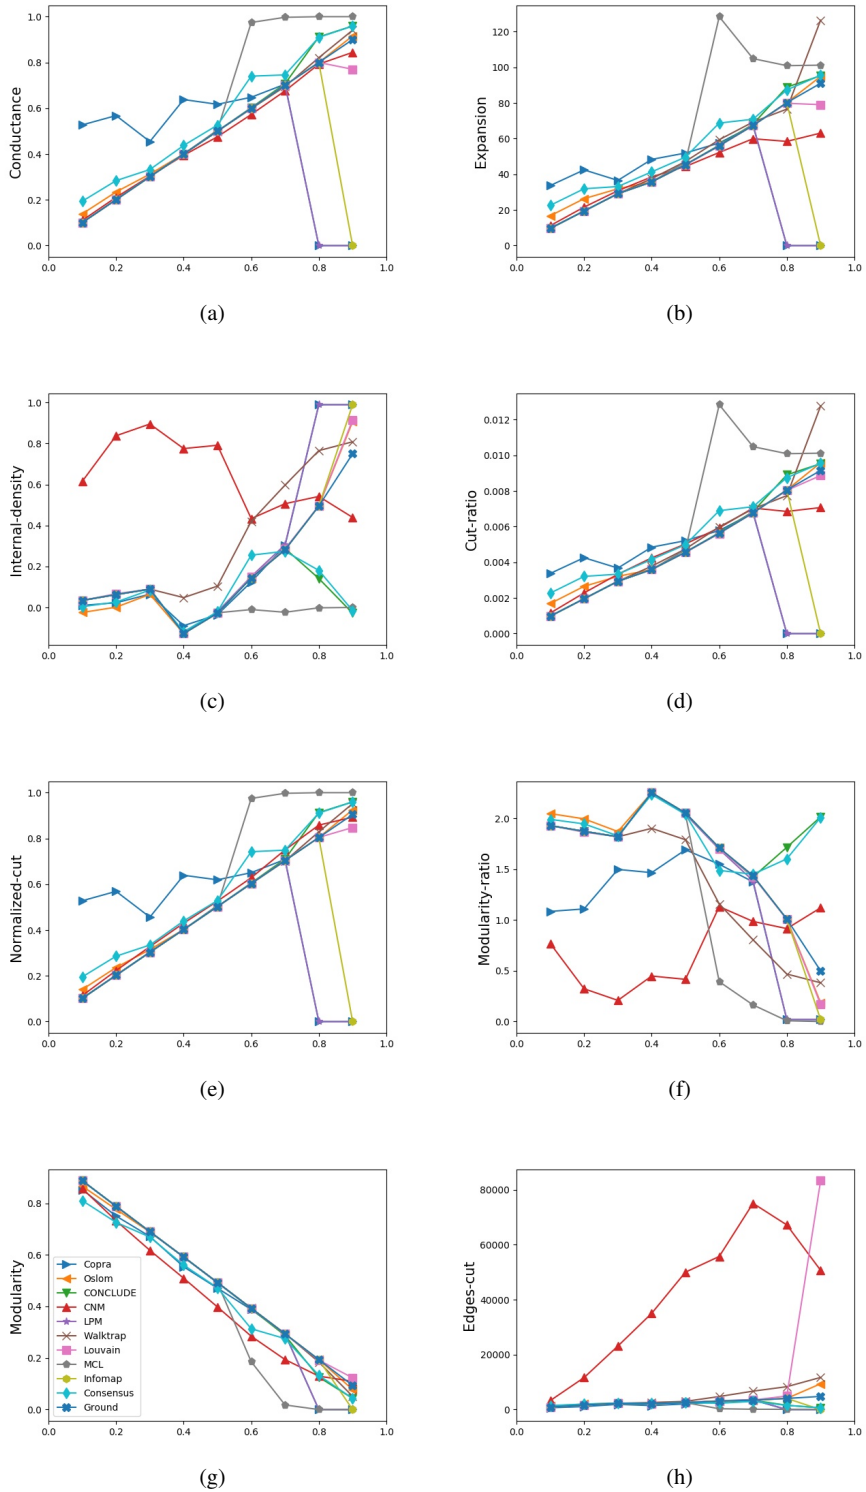 Conductance
1.0
0.8
0.6
0.4
0.2
0.0
0.0 0.2 0.4 0.6 0.8 1.0
(a)
Expansion
120
100
80
60
40
20
0
0.0 0.2 0.4 0.6 0.8 1.0
(b)
Internal-density
1.0
0.8
0.6
0.4
0.2
0.0
0.0 0.2 0.4 0.6 0.8 1.0
(c)
Cut-ratio
0.012
0.010
0.008
0.006
0.004
0.002
0.000
0.0 0.2 0.4 0.6 0.8 1.0
(d)
Normalized-cut
1.0
0.8
0.6
0.4
0.2
0.0
0.0 0.2 0.4 0.6 0.8 1.0
(e)
Modularity-ratio
2.0
1.5
1.0
0.5
0.0
0.0 0.2 0.4 0.6 0.8 1.0
(f)
Modularity
0.8
0.6
0.4
0.2
0.0
Copra
Oslom
CONCLUDE
CNM
LPM
Walktrap
Louvain
MCL
Infomap
Consensus
Ground
0.0 0.2 0.4 0.6 0.8 1.0
(g)
Edges-cut
80000
60000
40000
20000
0
0.0 0.2 0.4 0.6 0.8 1.0
(h)